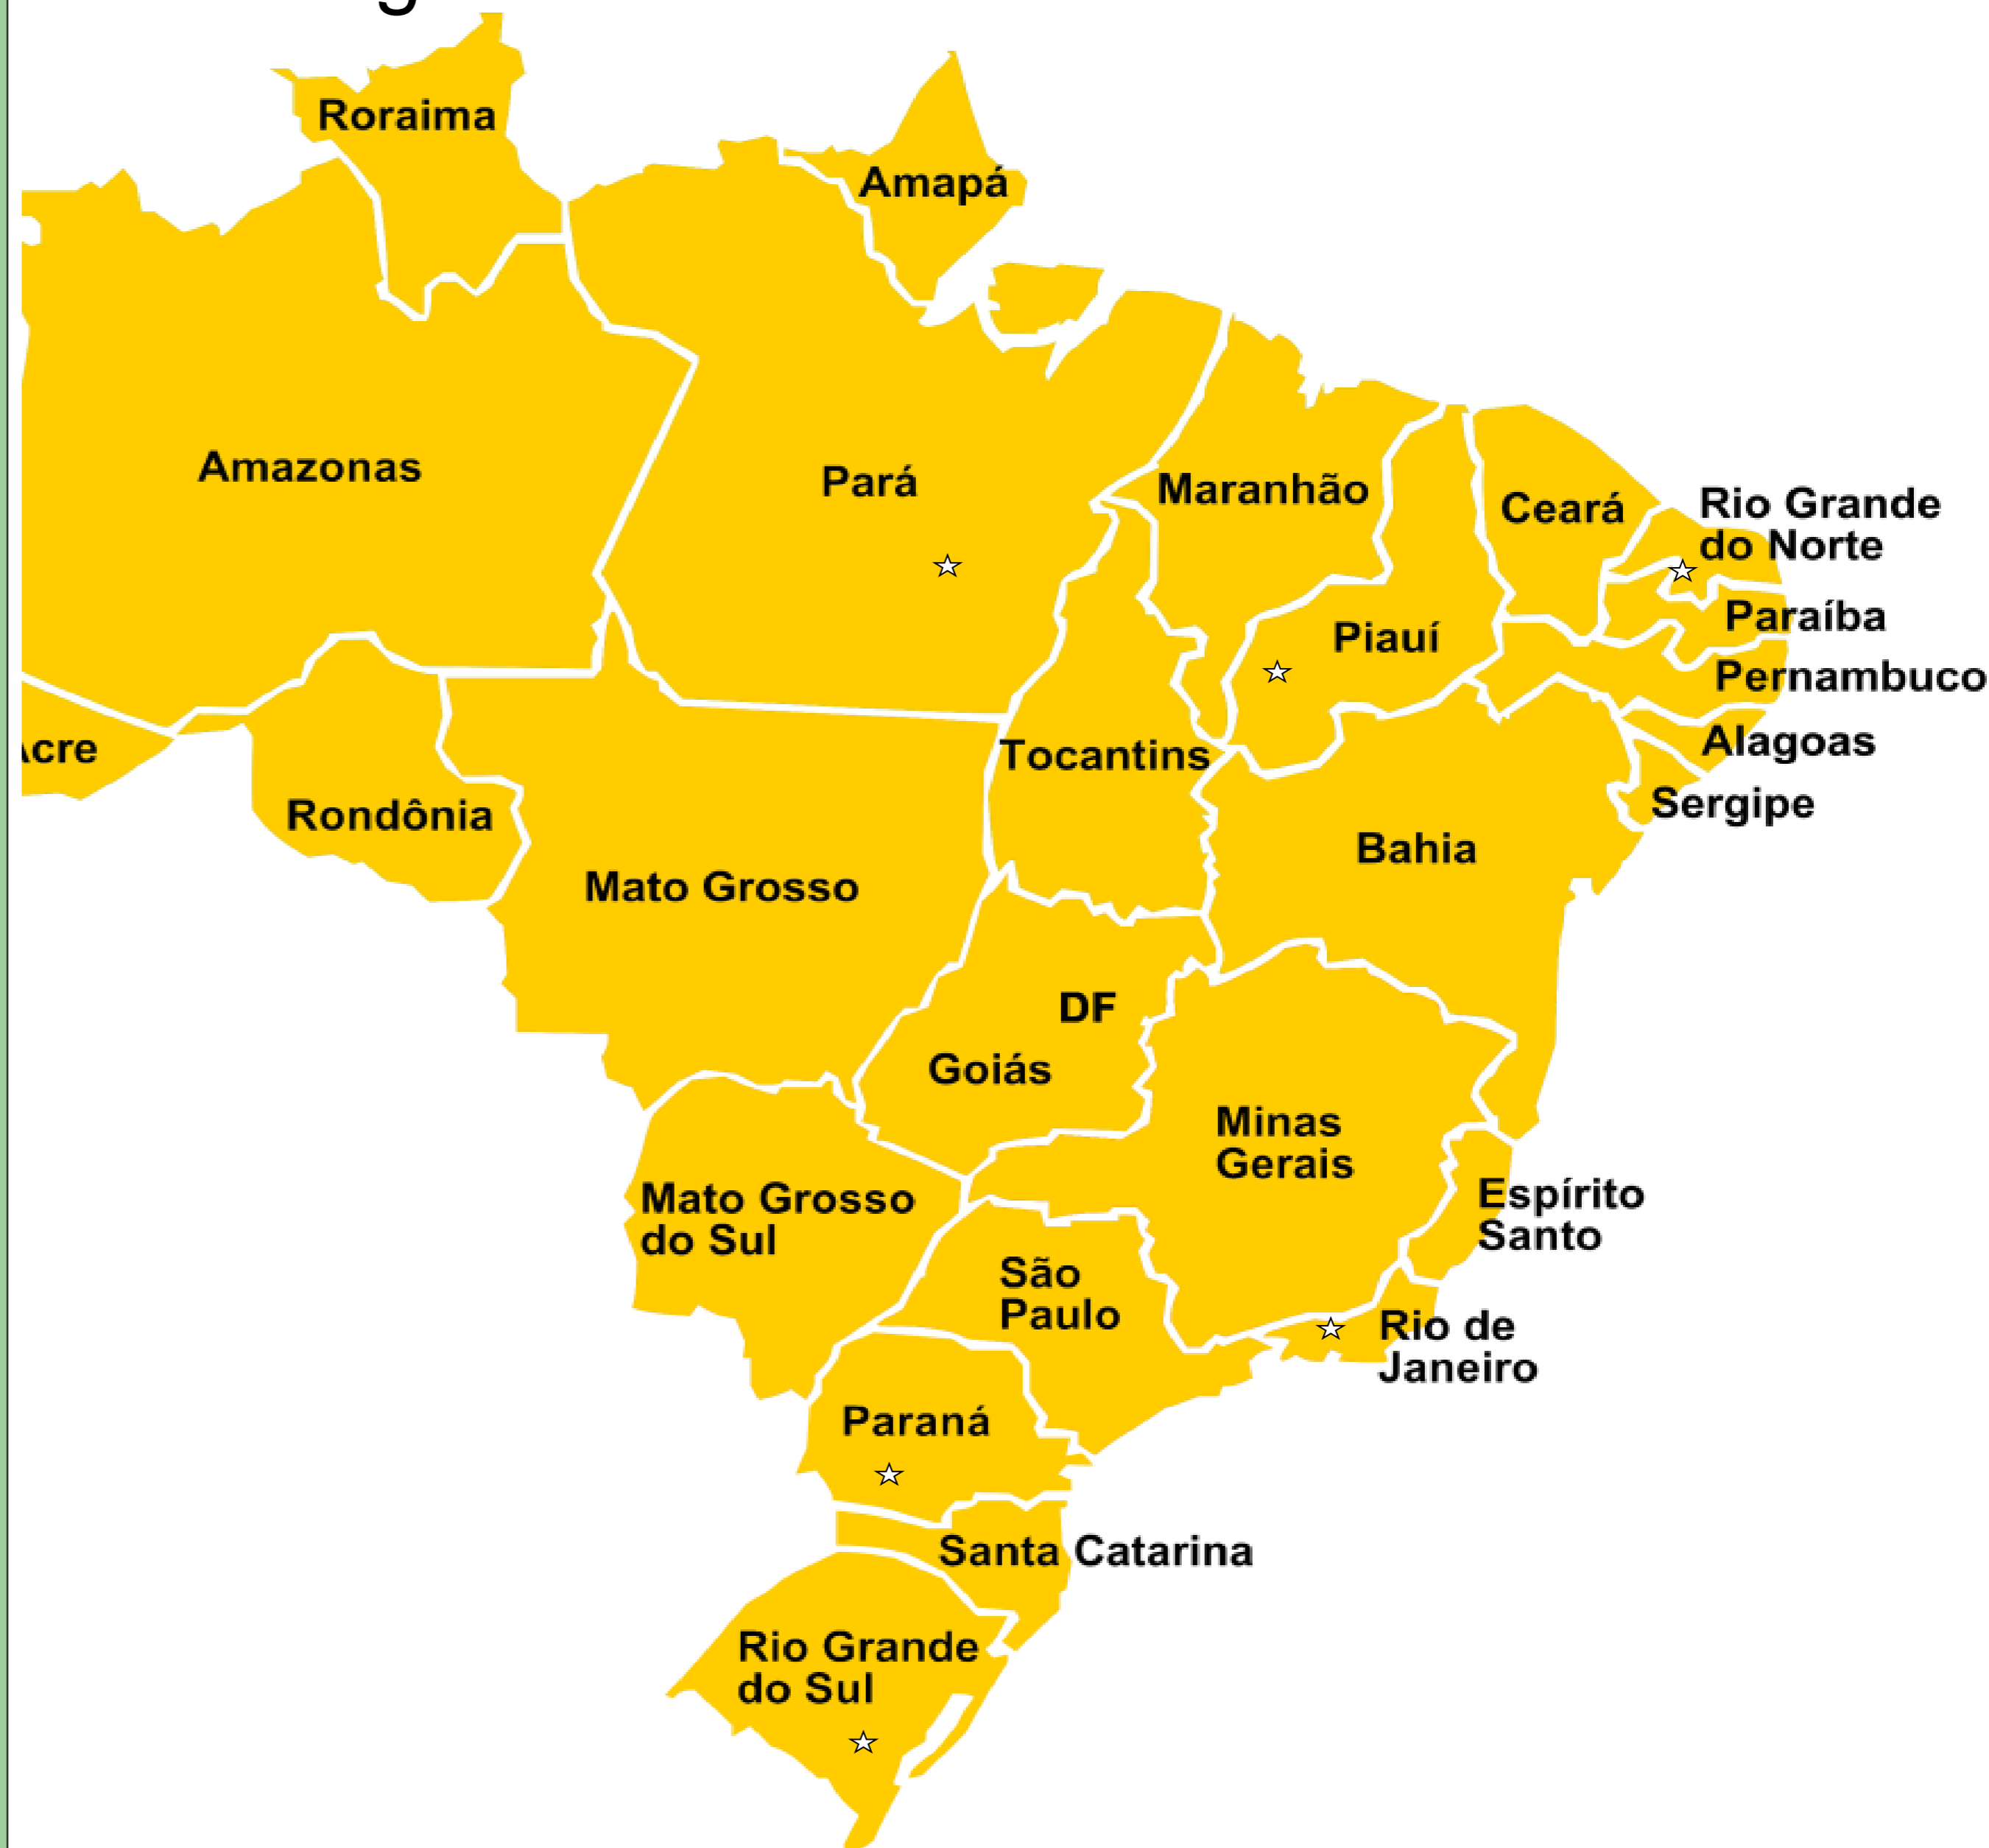 Roraima
Amapá
Amazonas
Pará
Maranhão
Ceará
Rio Grande
do Norte
Piauí
Paraíba
Pernambuco
Alagoas
Sergipe
cre
Tocantins
Rondônia
Bahia
Mato Grosso
DF
Goiás
Minas
Gerais
Espírito
Santo
Mato Grosso
do Sul
São
Paulo
Rio de
Janeiro
Paraná
Santa Catarina
Rio Grande
do Sul